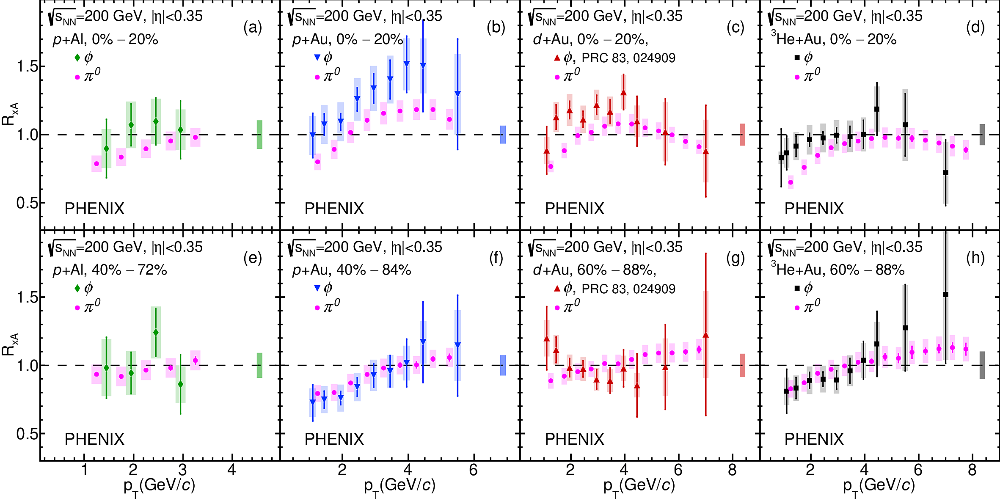 √sNN=200 GeV, |η|<0.35
(a)
p+Al, 0% – 20%
ϕ
π0
PHENIX
√sNN=200 GeV, |η|<0.35
(b)
p+Au, 0% – 20%
ϕ
π0
PHENIX
√sNN=200 GeV, |η|<0.35
(c)
d+Au, 0% – 20%,
ϕ, PRC 83, 024909
π0
PHENIX
√sNN=200 GeV, |η|<0.35
(d)
3He+Au, 0% – 20%
ϕ
π0
PHENIX
RxA
1.5
1.0
0.5
√sNN=200 GeV, |η|<0.35
(e)
p+Al, 40% – 72%
ϕ
π0
PHENIX
√sNN=200 GeV, |η|<0.35
(f)
p+Au, 40% – 84%
ϕ
π0
PHENIX
√sNN=200 GeV, |η|<0.35
(g)
d+Au, 60% – 88%,
ϕ, PRC 83, 024909
π0
PHENIX
√sNN=200 GeV, |η|<0.35
(h)
3He+Au, 60% – 88%
ϕ
π0
PHENIX
RxA
1.5
1.0
0.5
1 2 3 4
2 4 6
2 4 6 8
2 4 6 8
pT(GeV/c)
pT(GeV/c)
pT(GeV/c)
pT(GeV/c)